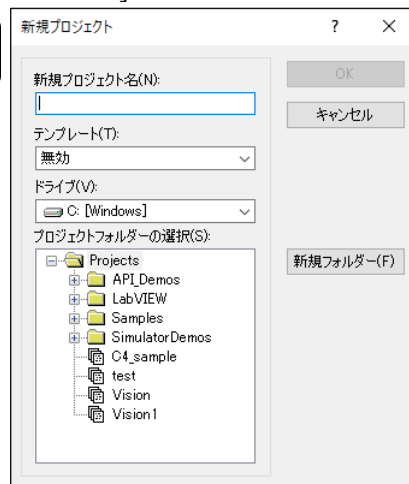 新規プロジェクト
?
新規プロジェクト名(N):
OK
キャンセル
テンプレート(T):
無効
ドライブ(V):
C: [Windows]
プロジェクトフォルダーの選択(S):
新規フォルダー(F)
Projects
API_Demos
LabVIEW
Samples
SimulatorDemos
C4_sample
test
Vision
Vision1